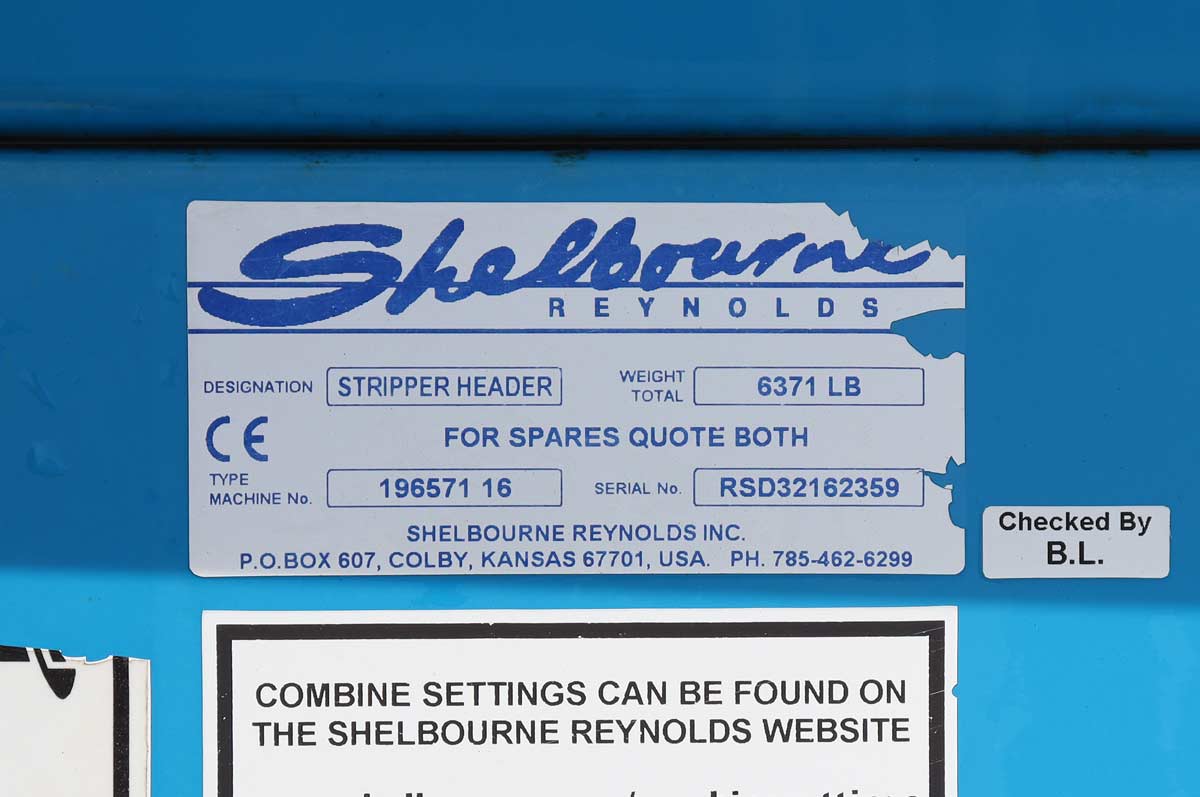 Shelbourne
REYNOLDS
DESIGNATION STRIPPER HEADER
WEIGHT TOTAL 6371 LB
CE FOR SPARES QUOTE BOTH
TYPE
MACHINE No. 196571 16 SERIAL No. RSD32162359
SHELBOURNE REYNOLDS INC.
P.O.BOX 607, COLBY, KANSAS 67701, USA. PH. 785-462-6299
Checked By
B.L.
COMBINE SETTINGS CAN BE FOUND ON
THE SHELBOURNE REYNOLDS WEBSITE